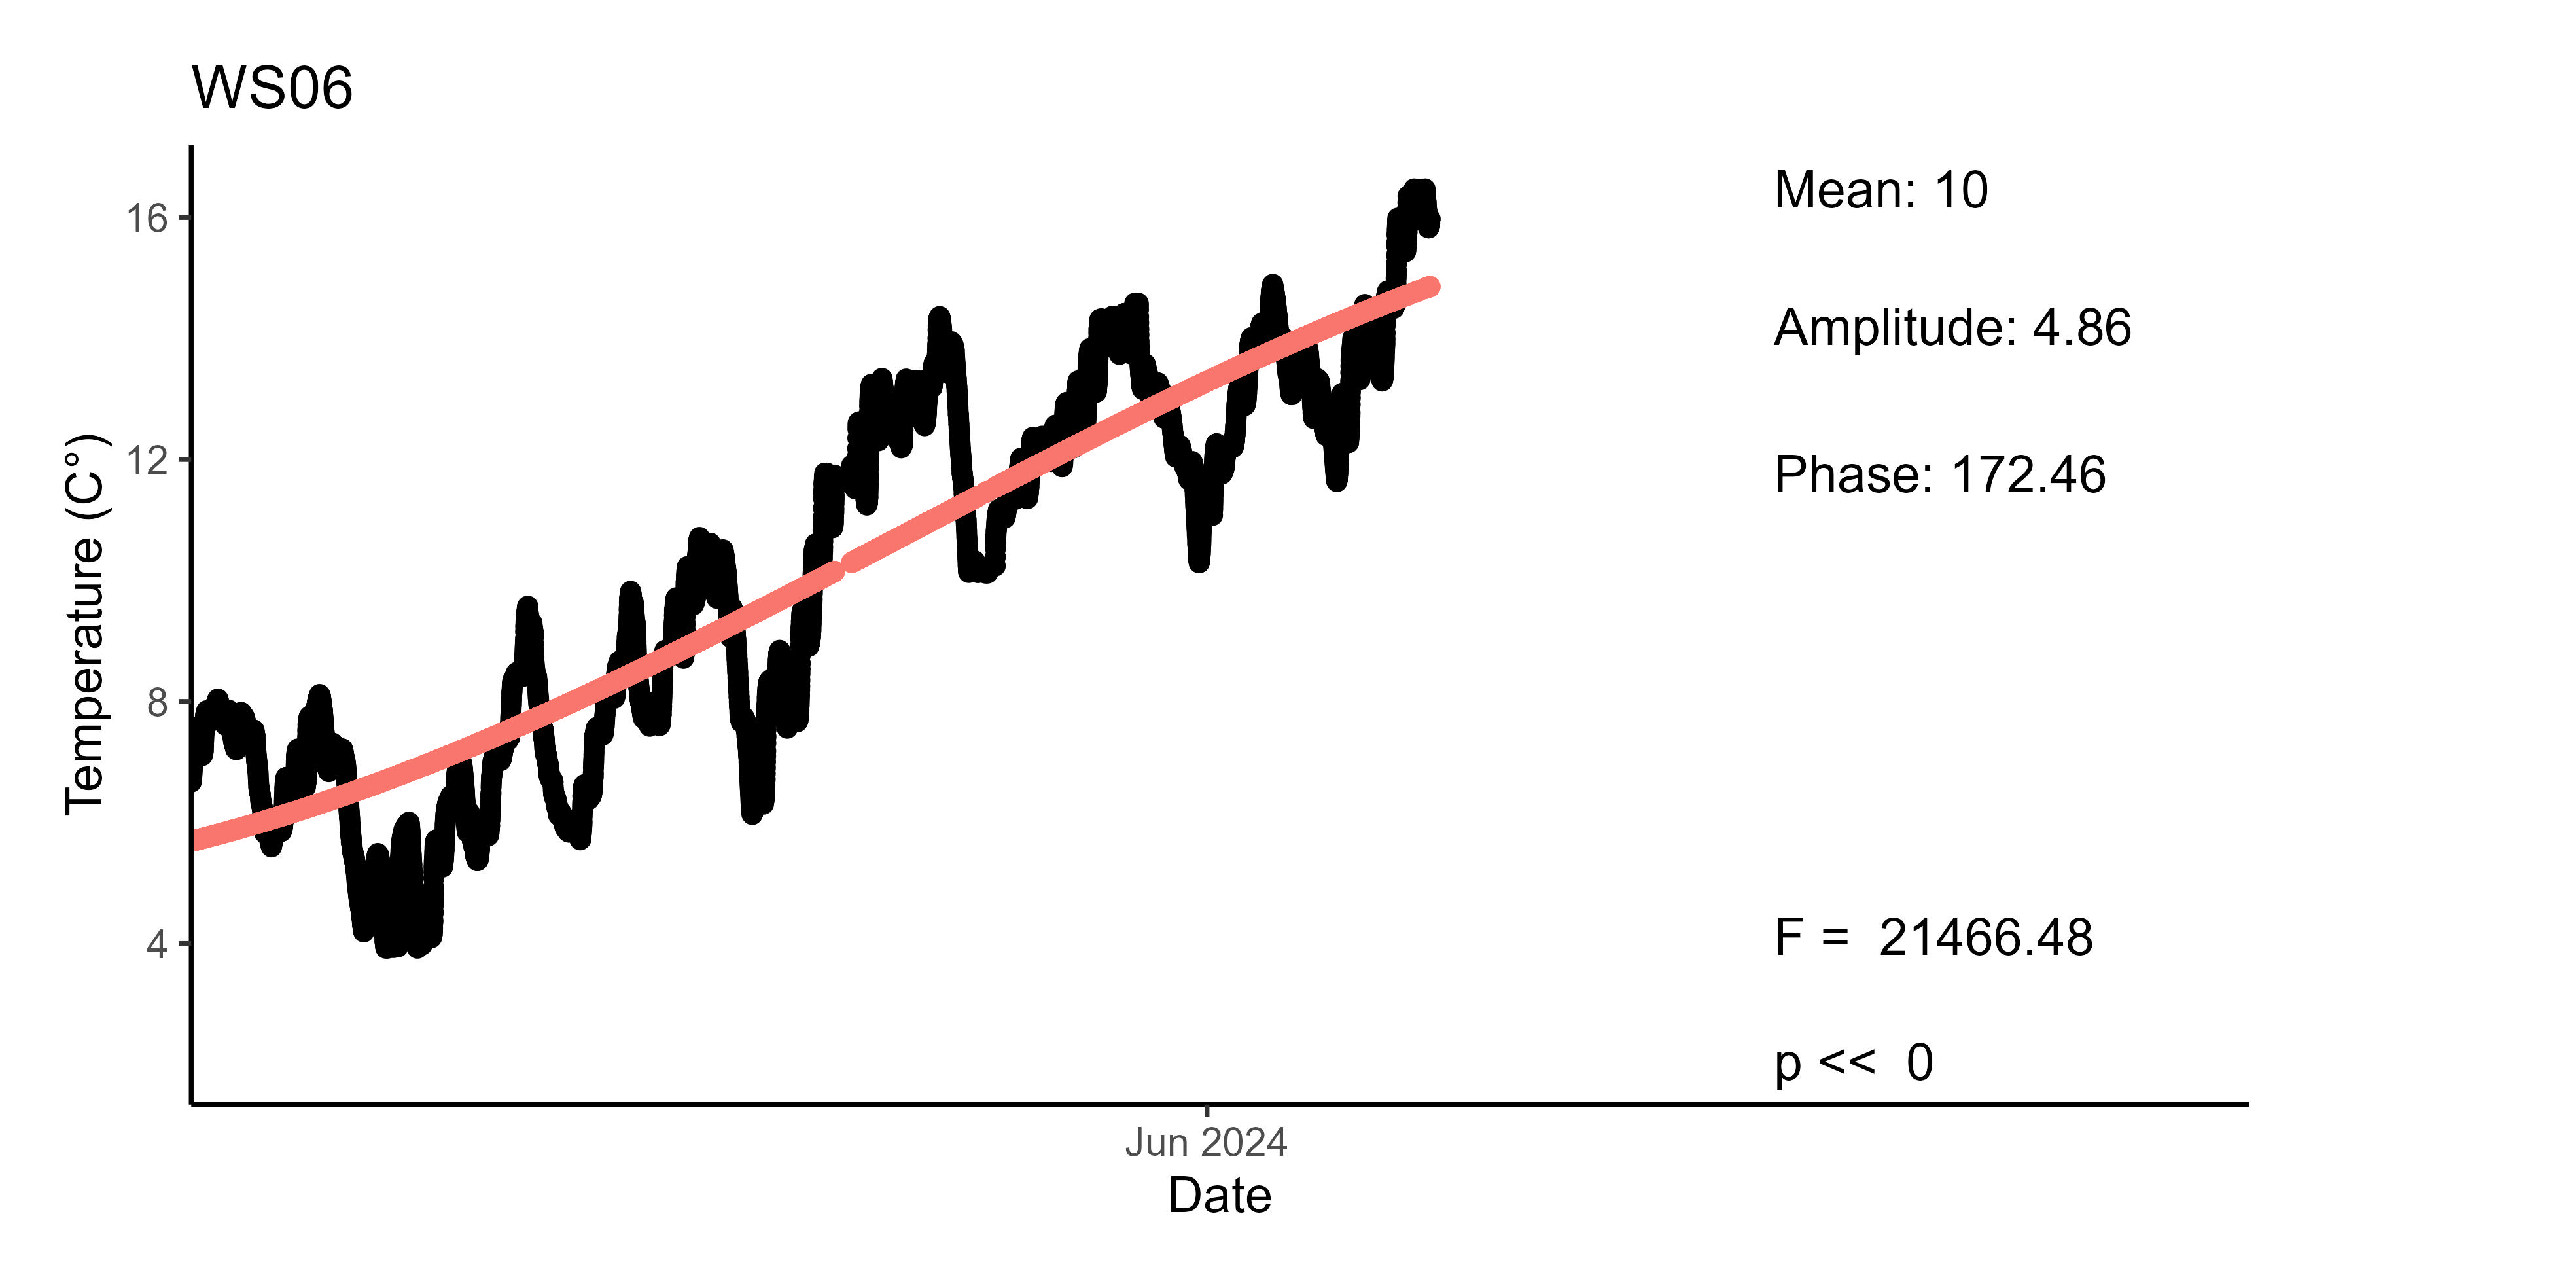 WS06
Temperature (C°)
16
12
8
4
Mean: 10
Amplitude: 4.86
Phase: 172.46
F =  21466.48
p <<  0
Jun 2024
Date